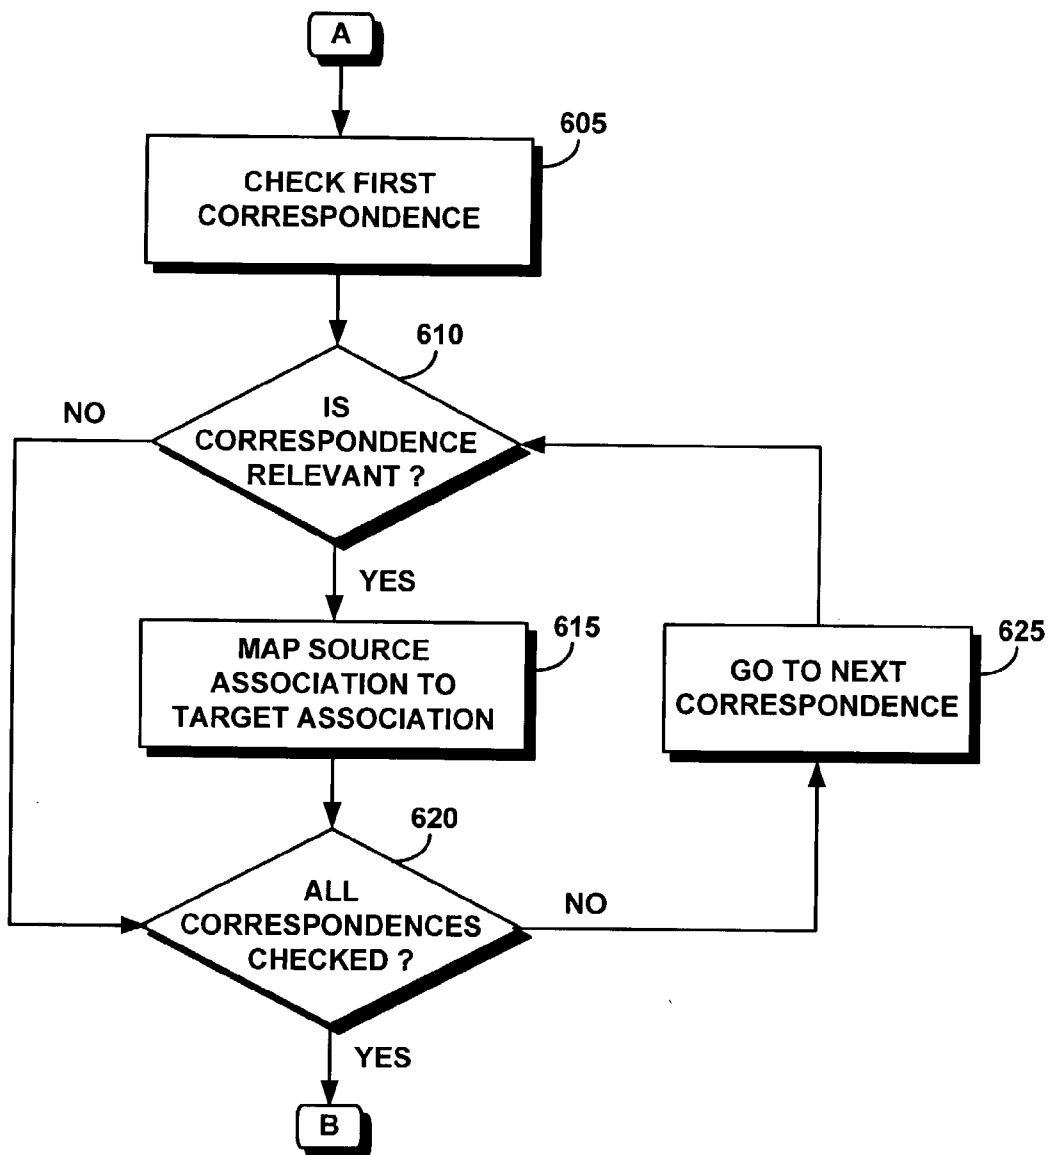 A
605
CHECK FIRST
CORRESPONDENCE
610
NO
IS
CORRESPONDENCE
RELEVANT ?
YES
615
MAP SOURCE
ASSOCIATION TO
TARGET ASSOCIATION
625
GO TO NEXT
CORRESPONDENCE
620
ALL
CORRESPONDENCES
CHECKED ?
NO
YES
B